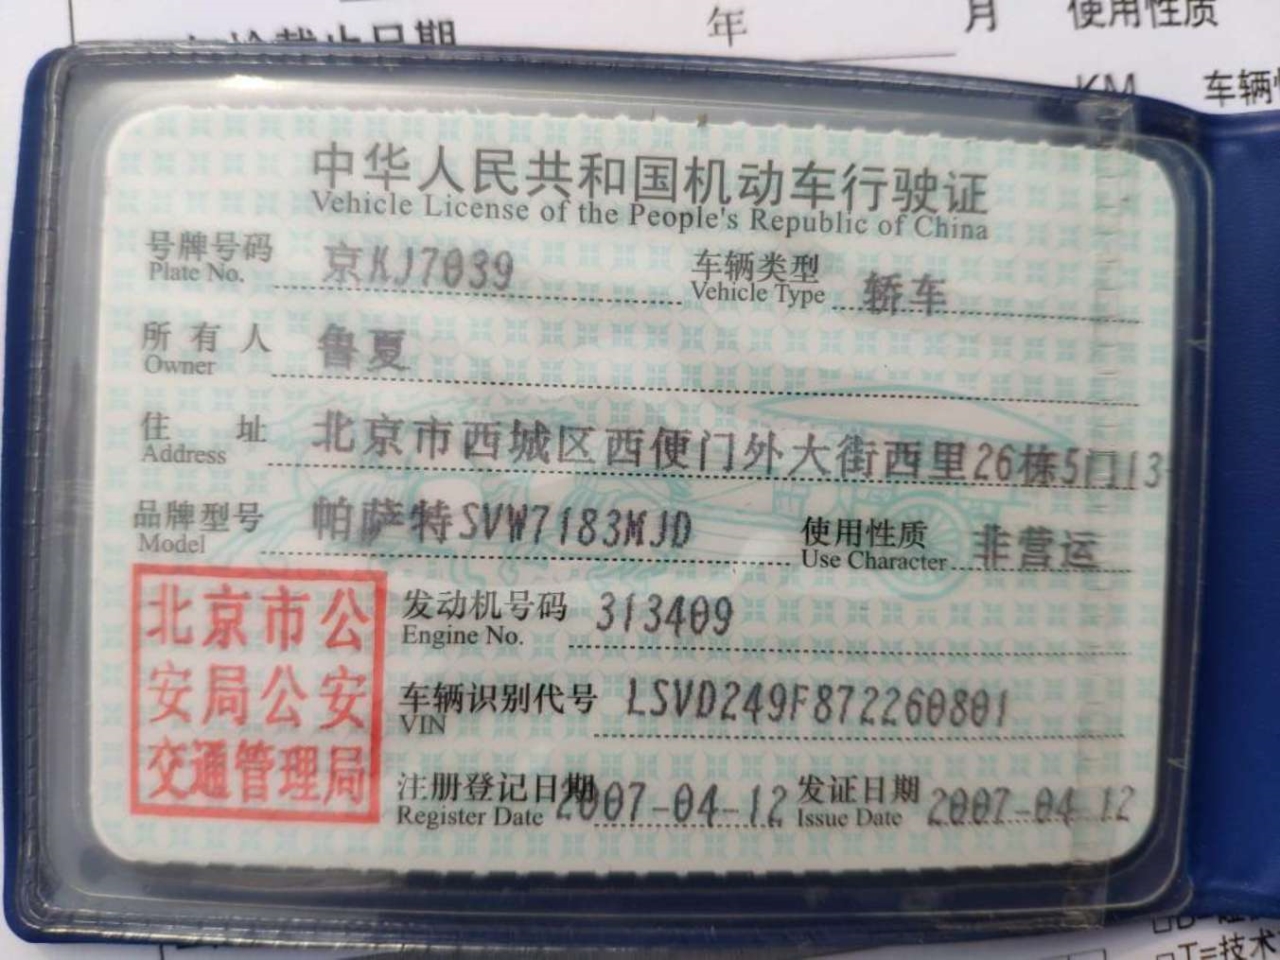 年 月 使用性质
KM 车辆
中华人民共和国机动车行驶证
Vehicle License of the People's Republic of China
号牌号码 京KJ7039 车辆类型 轿车
Plate No. Vehicle Type
所有人 鲁夏
Owner
住址 北京市西城区西便门外大街西里26栋5门113
Address
品牌型号 帕萨特SVW7183MJD 使用性质 非营运
Model Use Character
北京市公
安局公安
交通管理局
发动机号码 313409
Engine No.
车辆识别代号 LSVD249F872260801
VIN
注册登记日期 2007-04-12 发证日期 2007-04-12
Register Date Issue Date
T=技术